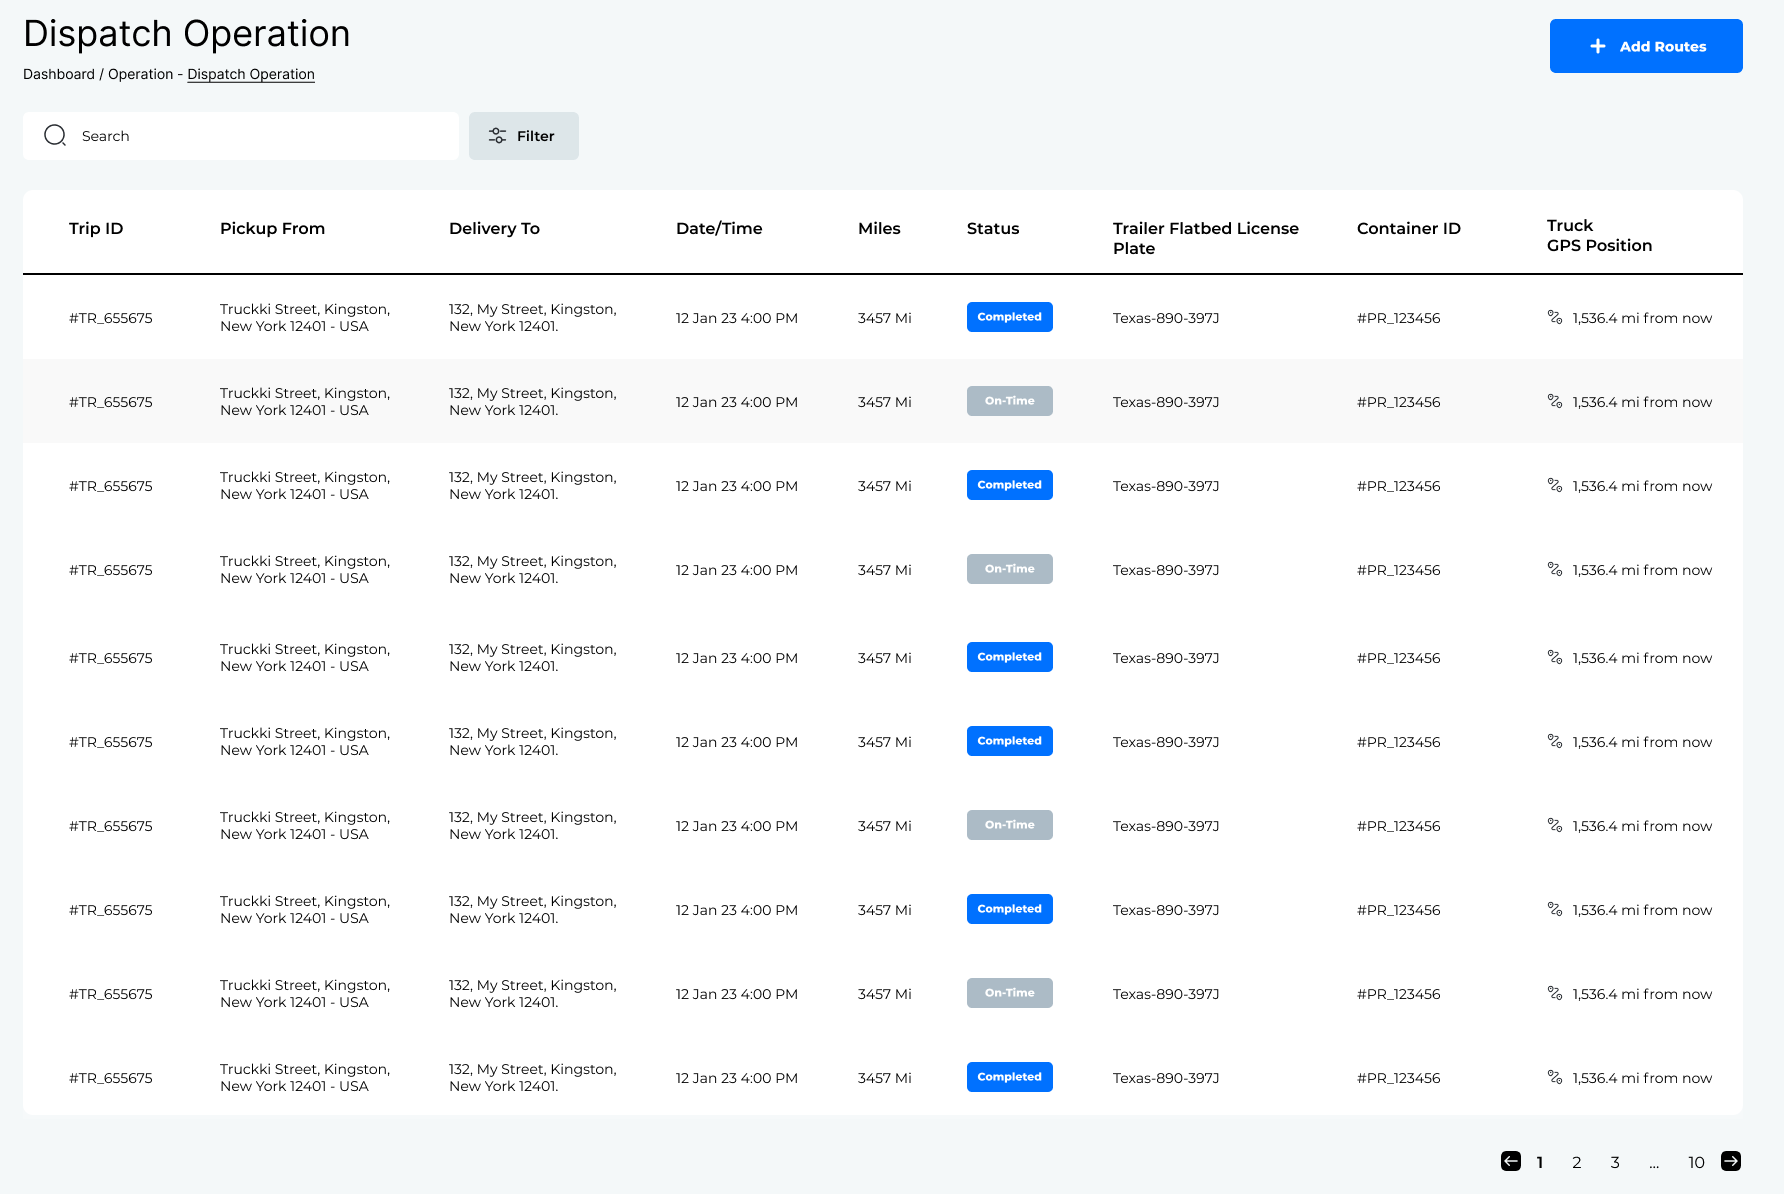 Dispatch Operation
Add Routes
Dashboard / Operation - Dispatch Operation
Search
Filter
Trip ID
Pickup From
Delivery To
Date/Time
Miles
Status
Trailer Flatbed License
Plate
Container ID
Truck
GPS Position
#TR_655675
Truckki Street, Kingston,
New York 12401 - USA
132, My Street, Kingston,
New York 12401.
12 Jan 23 4:00 PM
3457 Mi
Completed
Texas-890-397J
#PR_123456
1,536.4 mi from now
#TR_655675
Truckki Street, Kingston,
New York 12401 - USA
132, My Street, Kingston,
New York 12401.
12 Jan 23 4:00 PM
3457 Mi
On-Time
Texas-890-397J
#PR_123456
1,536.4 mi from now
#TR_655675
Truckki Street, Kingston,
New York 12401 - USA
132, My Street, Kingston,
New York 12401.
12 Jan 23 4:00 PM
3457 Mi
Completed
Texas-890-397J
#PR_123456
1,536.4 mi from now
#TR_655675
Truckki Street, Kingston,
New York 12401 - USA
132, My Street, Kingston,
New York 12401.
12 Jan 23 4:00 PM
3457 Mi
On-Time
Texas-890-397J
#PR_123456
1,536.4 mi from now
#TR_655675
Truckki Street, Kingston,
New York 12401 - USA
132, My Street, Kingston,
New York 12401.
12 Jan 23 4:00 PM
3457 Mi
Completed
Texas-890-397J
#PR_123456
1,536.4 mi from now
#TR_655675
Truckki Street, Kingston,
New York 12401 - USA
132, My Street, Kingston,
New York 12401.
12 Jan 23 4:00 PM
3457 Mi
Completed
Texas-890-397J
#PR_123456
1,536.4 mi from now
#TR_655675
Truckki Street, Kingston,
New York 12401 - USA
132, My Street, Kingston,
New York 12401.
12 Jan 23 4:00 PM
3457 Mi
On-Time
Texas-890-397J
#PR_123456
1,536.4 mi from now
#TR_655675
Truckki Street, Kingston,
New York 12401 - USA
132, My Street, Kingston,
New York 12401.
12 Jan 23 4:00 PM
3457 Mi
Completed
Texas-890-397J
#PR_123456
1,536.4 mi from now
#TR_655675
Truckki Street, Kingston,
New York 12401 - USA
132, My Street, Kingston,
New York 12401.
12 Jan 23 4:00 PM
3457 Mi
On-Time
Texas-890-397J
#PR_123456
1,536.4 mi from now
#TR_655675
Truckki Street, Kingston,
New York 12401 - USA
132, My Street, Kingston,
New York 12401.
12 Jan 23 4:00 PM
3457 Mi
Completed
Texas-890-397J
#PR_123456
1,536.4 mi from now
1 2 3 ... 10